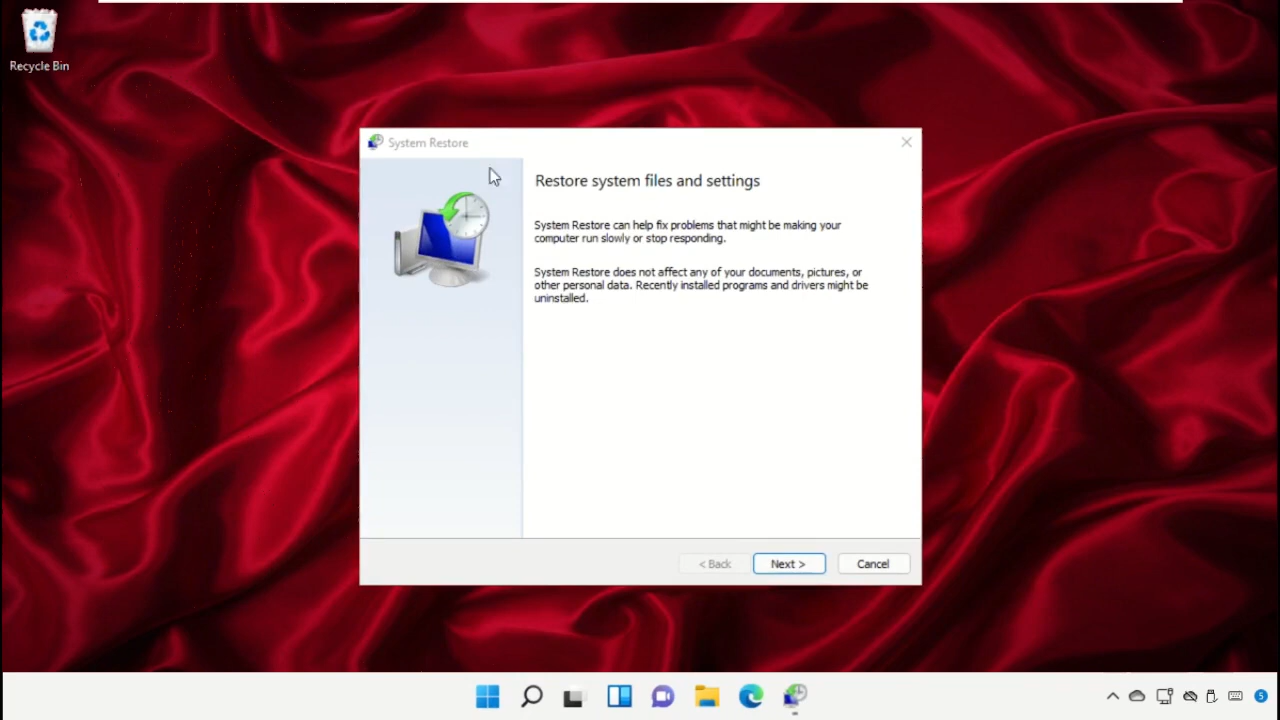 Recycle Bin
System Restore
Restore system files and settings
System Restore can help fix problems that might be making your
computer run slowly or stop responding.
System Restore does not affect any of your documents, pictures, or
other personal data. Recently installed programs and drivers might be
uninstalled.
< Back
Next >
Cancel
5